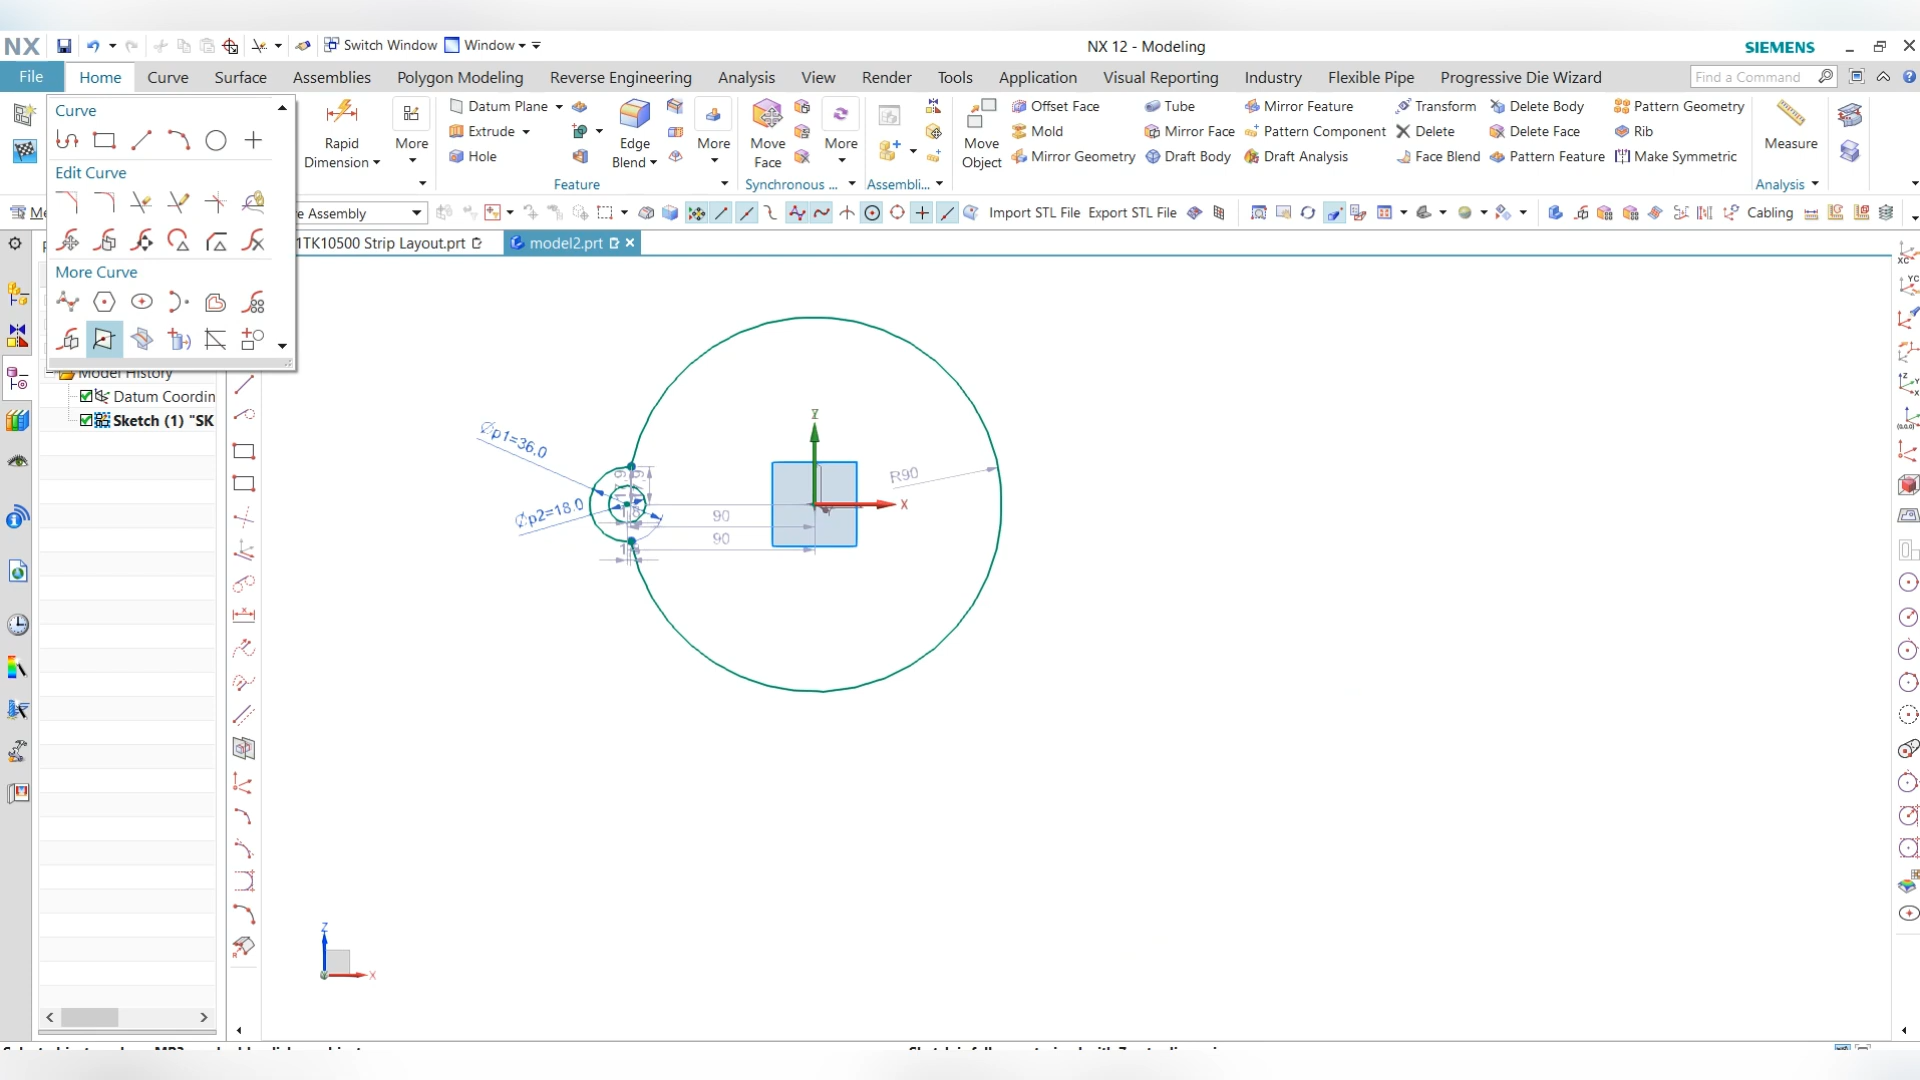 NX Switch Window Window NX 12 - Modeling SIEMENS
File Home Curve Surface Assemblies Polygon Modeling Reverse Engineering Analysis View Render Tools Application Visual Reporting Industry Flexible Pipe Progressive Die Wizard Find a Command
Curve
Edit Curve
More Curve
Rapid Dimension
More
Datum Plane
Extrude
Hole
Edge Blend
More
Feature
Move Face
More
Synchronous ...
Assembli...
Move Object
Offset Face Tube Mirror Feature Transform Delete Body Pattern Geometry
Mold Mirror Face Pattern Component Delete Delete Face Rib
Mirror Geometry Draft Body Draft Analysis Face Blend Pattern Feature Make Symmetric
Measure
Analysis
Me
e Assembly Import STL File Export STL File Cabling
1TK10500 Strip Layout.prt model2.prt
Model History
Datum Coordin
Sketch (1) "SK
Øp1=36.0
Øp2=18.0
90
90
R90
Z
X
Z
X
XC
YC